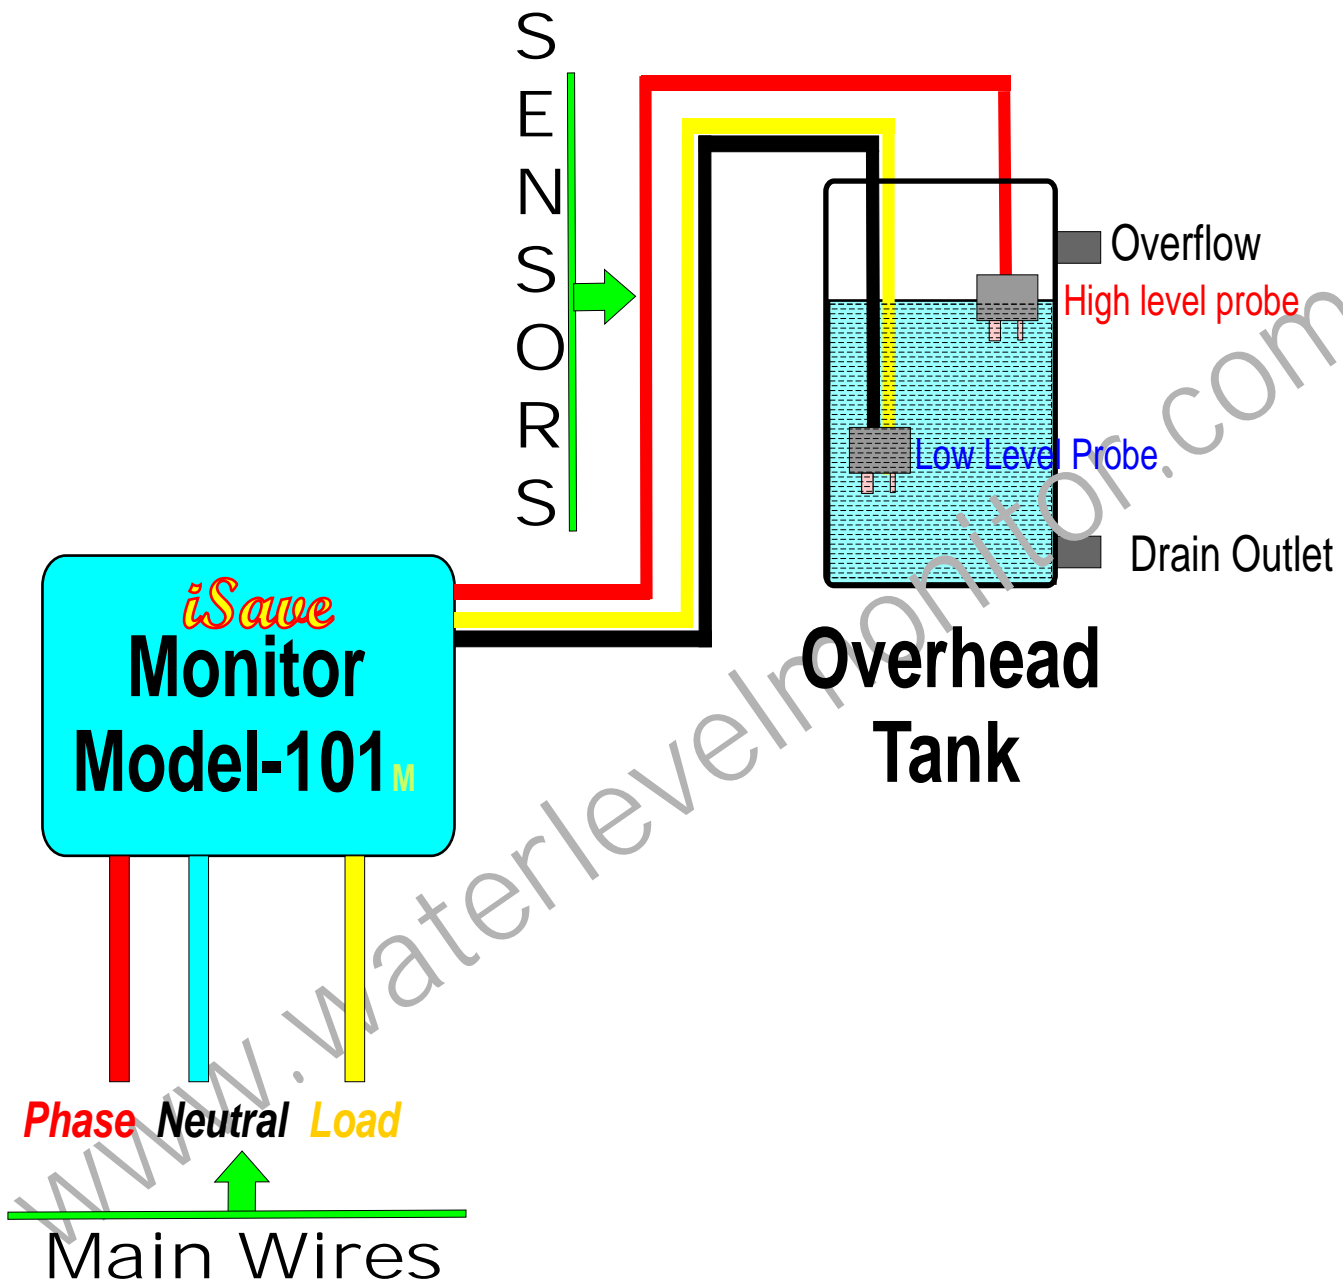 SENSORS
Overflow
High level probe
Low Level Probe
Drain Outlet
iSave
Monitor
Model-101M
Overhead
Tank
Phase Neutral Load
Main Wires
www.waterlevelmonitor.com